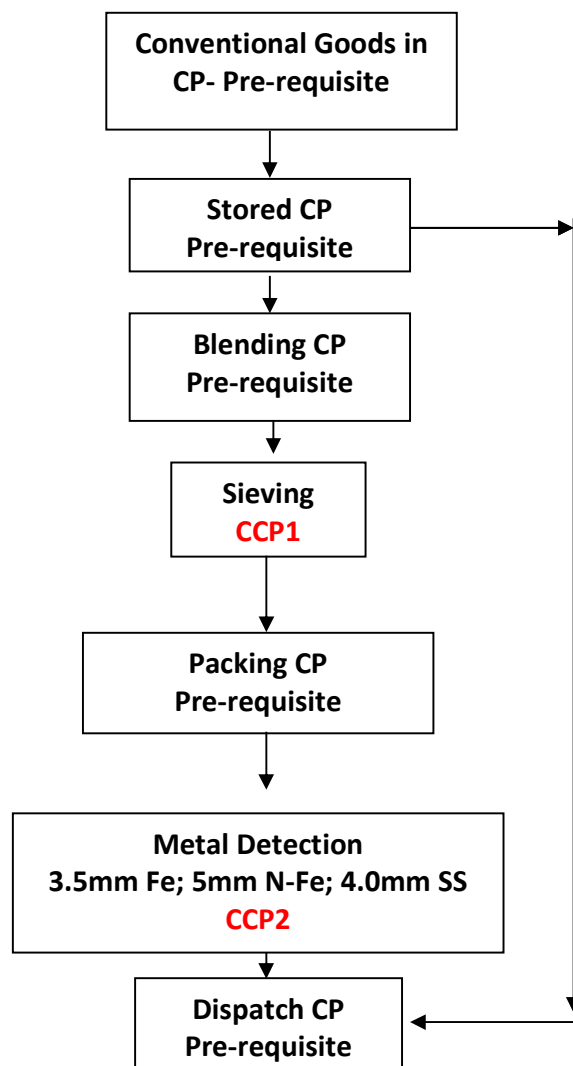 Conventional Goods in
CP- Pre-requisite
Stored CP
Pre-requisite
Blending CP
Pre-requisite
Sieving
CCP1
Packing CP
Pre-requisite
Metal Detection
3.5mm Fe; 5mm N-Fe; 4.0mm SS
CCP2
Dispatch CP
Pre-requisite